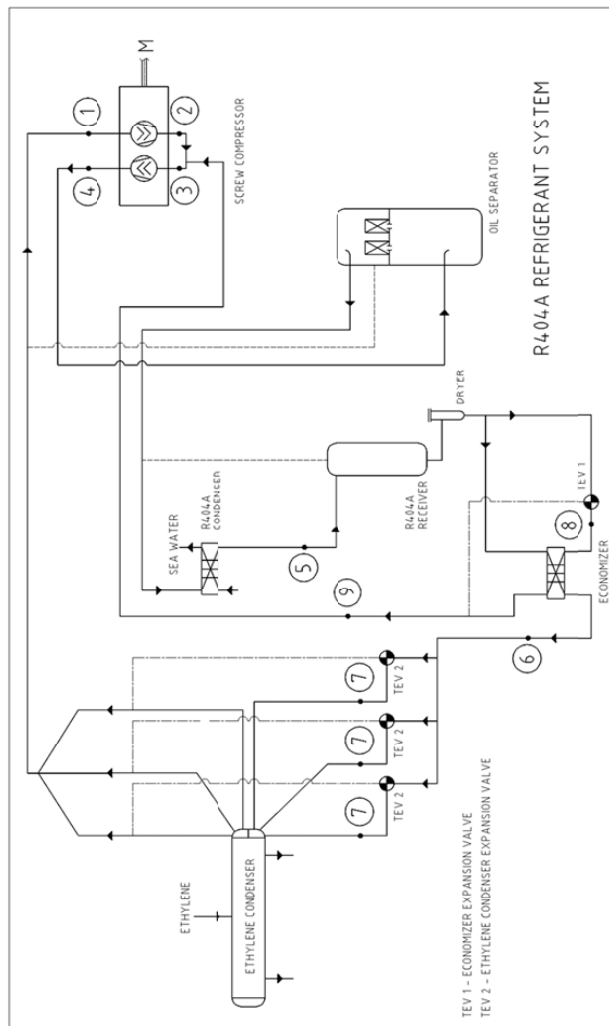 M
1
2
4
3
SCREW COMPRESSOR
OIL SEPARATOR
R404A REFRIGERANT SYSTEM
SEA WATER
R404A
CONDENSER
5
R404A
RECEIVER
DRYER
TEV 1
8
ECONOMIZER
9
6
7
TEV 2
7
TEV 2
7
TEV 2
ETHYLENE
ETHYLENE CONDENSER
TEV 1 – ECONOMIZER EXPANSION VALVE
TEV 2 – ETHYLENE CONDENSER EXPANSION VALVE